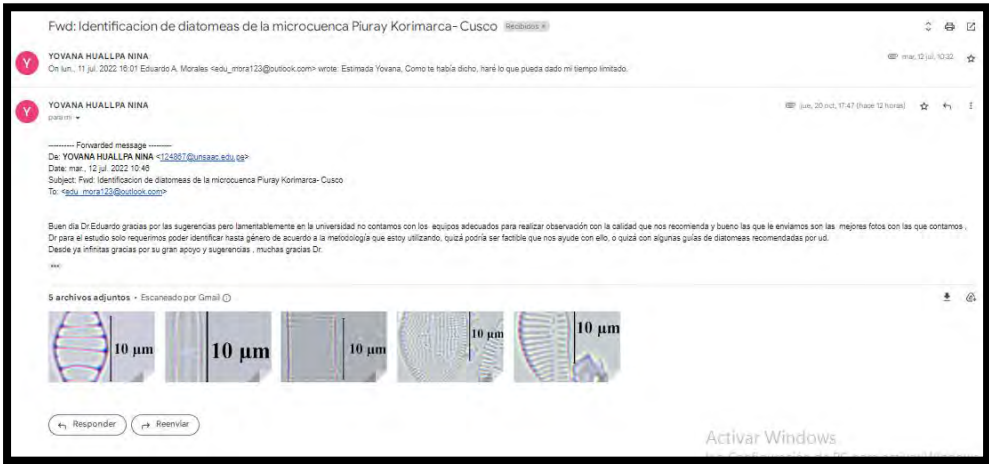 Fwd: Identificacion de diatomeas de la microcuenca Piuray Korimarca- Cusco Recibidos ×
Y
YOVANA HUALLPA NINA
mar, 12 jul, 10:32
On lun., 11 jul. 2022 16:01 Eduardo A. Morales <edu_mora123@outlook.com> wrote: Estimada Yovana, Como te había dicho, haré lo que pueda dado mi tiempo limitado.
Y
YOVANA HUALLPA NINA
jue, 20 oct, 17:47 (hace 12 horas)
para mí
---------- Forwarded message ---------
De: YOVANA HUALLPA NINA <124867@unsaac.edu.pe>
Date: mar., 12 jul. 2022 10:46
Subject: Fwd: Identificacion de diatomeas de la microcuenca Piuray Korimarca- Cusco
To: <edu_mora123@outlook.com>
Buen día Dr.Eduardo gracias por las sugerencias pero lamentablemente en la universidad no contamos con los equipos adecuados para realizar observación con la calidad que nos recomienda y bueno las que le enviamos son las mejores fotos con las que contamos ,
Dr para el estudio solo requerimos poder identificar hasta género de acuerdo a la metodología que estoy utilizando, quizá podría ser factible que nos ayude con ello, o quizá con algunas guías de diatomeas recomendadas por ud.
Desde ya infinitas gracias por su gran apoyo y sugerencias , muchas gracias Dr.
•••
5 archivos adjuntos • Escaneado por Gmail
10 µm
10 µm
10 µm
10 µm
10 µm
Responder
Reenviar
Activar Windows